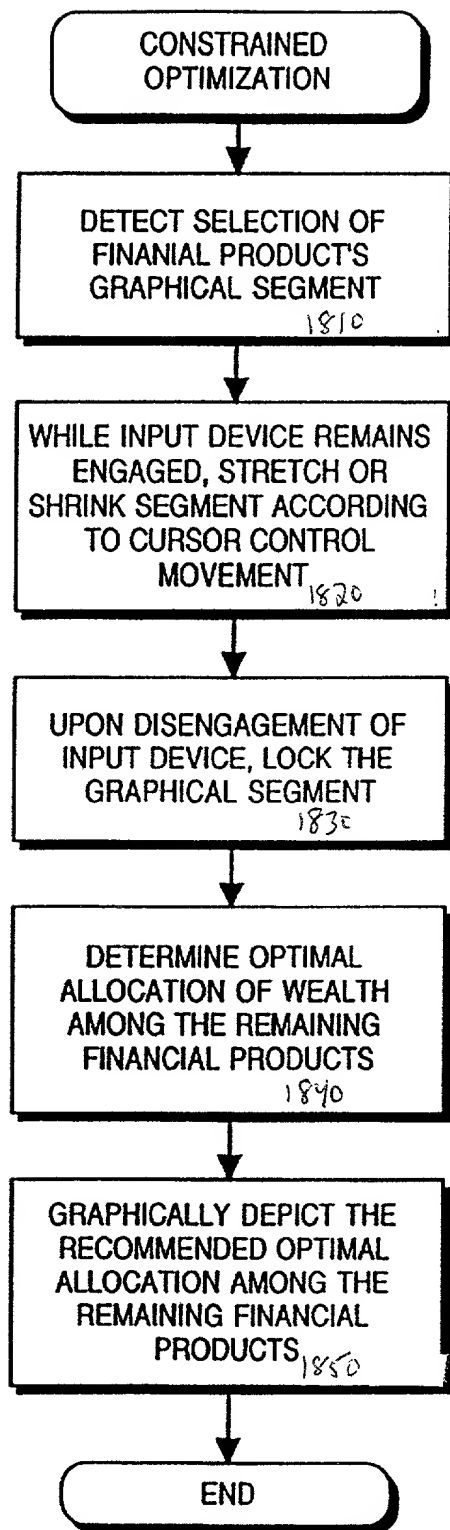 CONSTRAINED
OPTIMIZATION
DETECT SELECTION OF
FINANIAL PRODUCT'S
GRAPHICAL SEGMENT
1810
WHILE INPUT DEVICE REMAINS
ENGAGED, STRETCH OR
SHRINK SEGMENT ACCORDING
TO CURSOR CONTROL
MOVEMENT
1820
UPON DISENGAGEMENT OF
INPUT DEVICE, LOCK THE
GRAPHICAL SEGMENT
1830
DETERMINE OPTIMAL
ALLOCATION OF WEALTH
AMONG THE REMAINING
FINANCIAL PRODUCTS
1840
GRAPHICALLY DEPICT THE
RECOMMENDED OPTIMAL
ALLOCATION AMONG THE
REMAINING FINANCIAL
PRODUCTS
1850
END